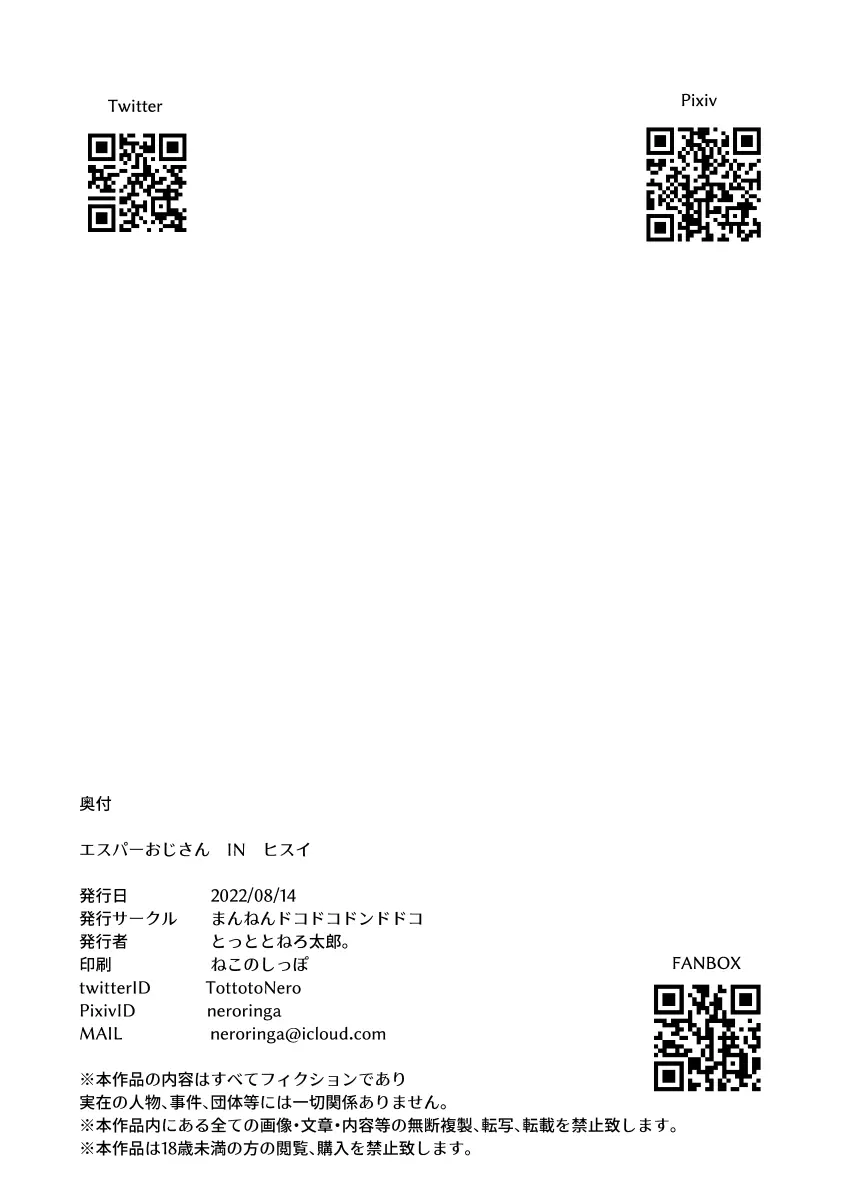 Twitter
Pixiv
奥付
エスパーおじさん　IN　ヒスイ
発行日　2022/08/14
発行サークル　まんねんドコドコドンドドコ
発行者　とっととねろ太郎。
印刷　ねこのしっぽ
twitterID　TottotoNero
PixivID　neroringa
MAIL　neroringa@icloud.com
FANBOX
※本作品の内容はすべてフィクションであり
実在の人物、事件、団体等には一切関係ありません。
※本作品内にある全ての画像・文章・内容等の無断複製、転写、転載を禁止致します。
※本作品は18歳未満の方の閲覧、購入を禁止致します。